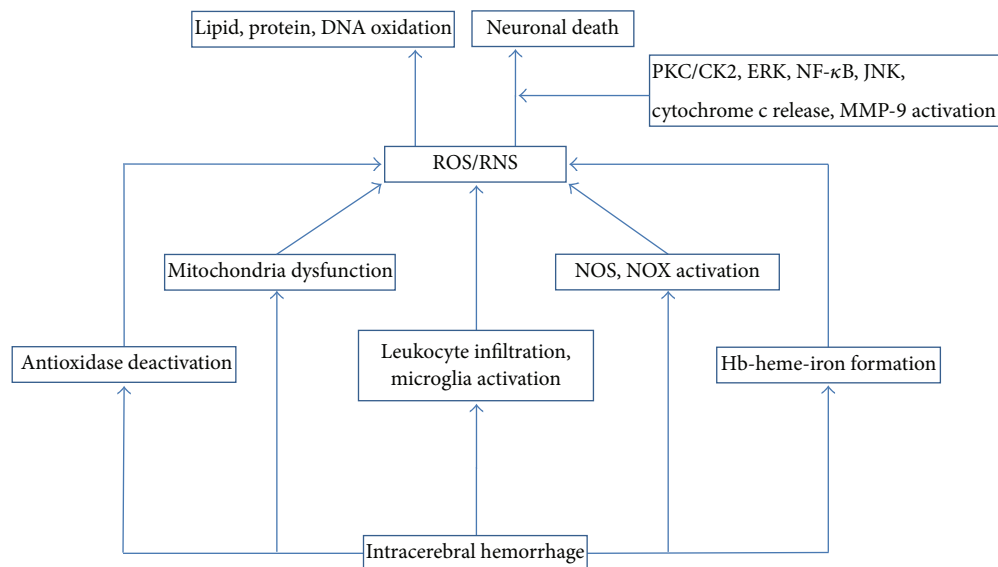 Lipid, protein, DNA oxidation
Neuronal death
PKC/CK2, ERK, NF-κB, JNK,
cytochrome c release, MMP-9 activation
ROS/RNS
Mitochondria dysfunction
NOS, NOX activation
Antioxidase deactivation
Leukocyte infiltration,
microglia activation
Hb-heme-iron formation
Intracerebral hemorrhage